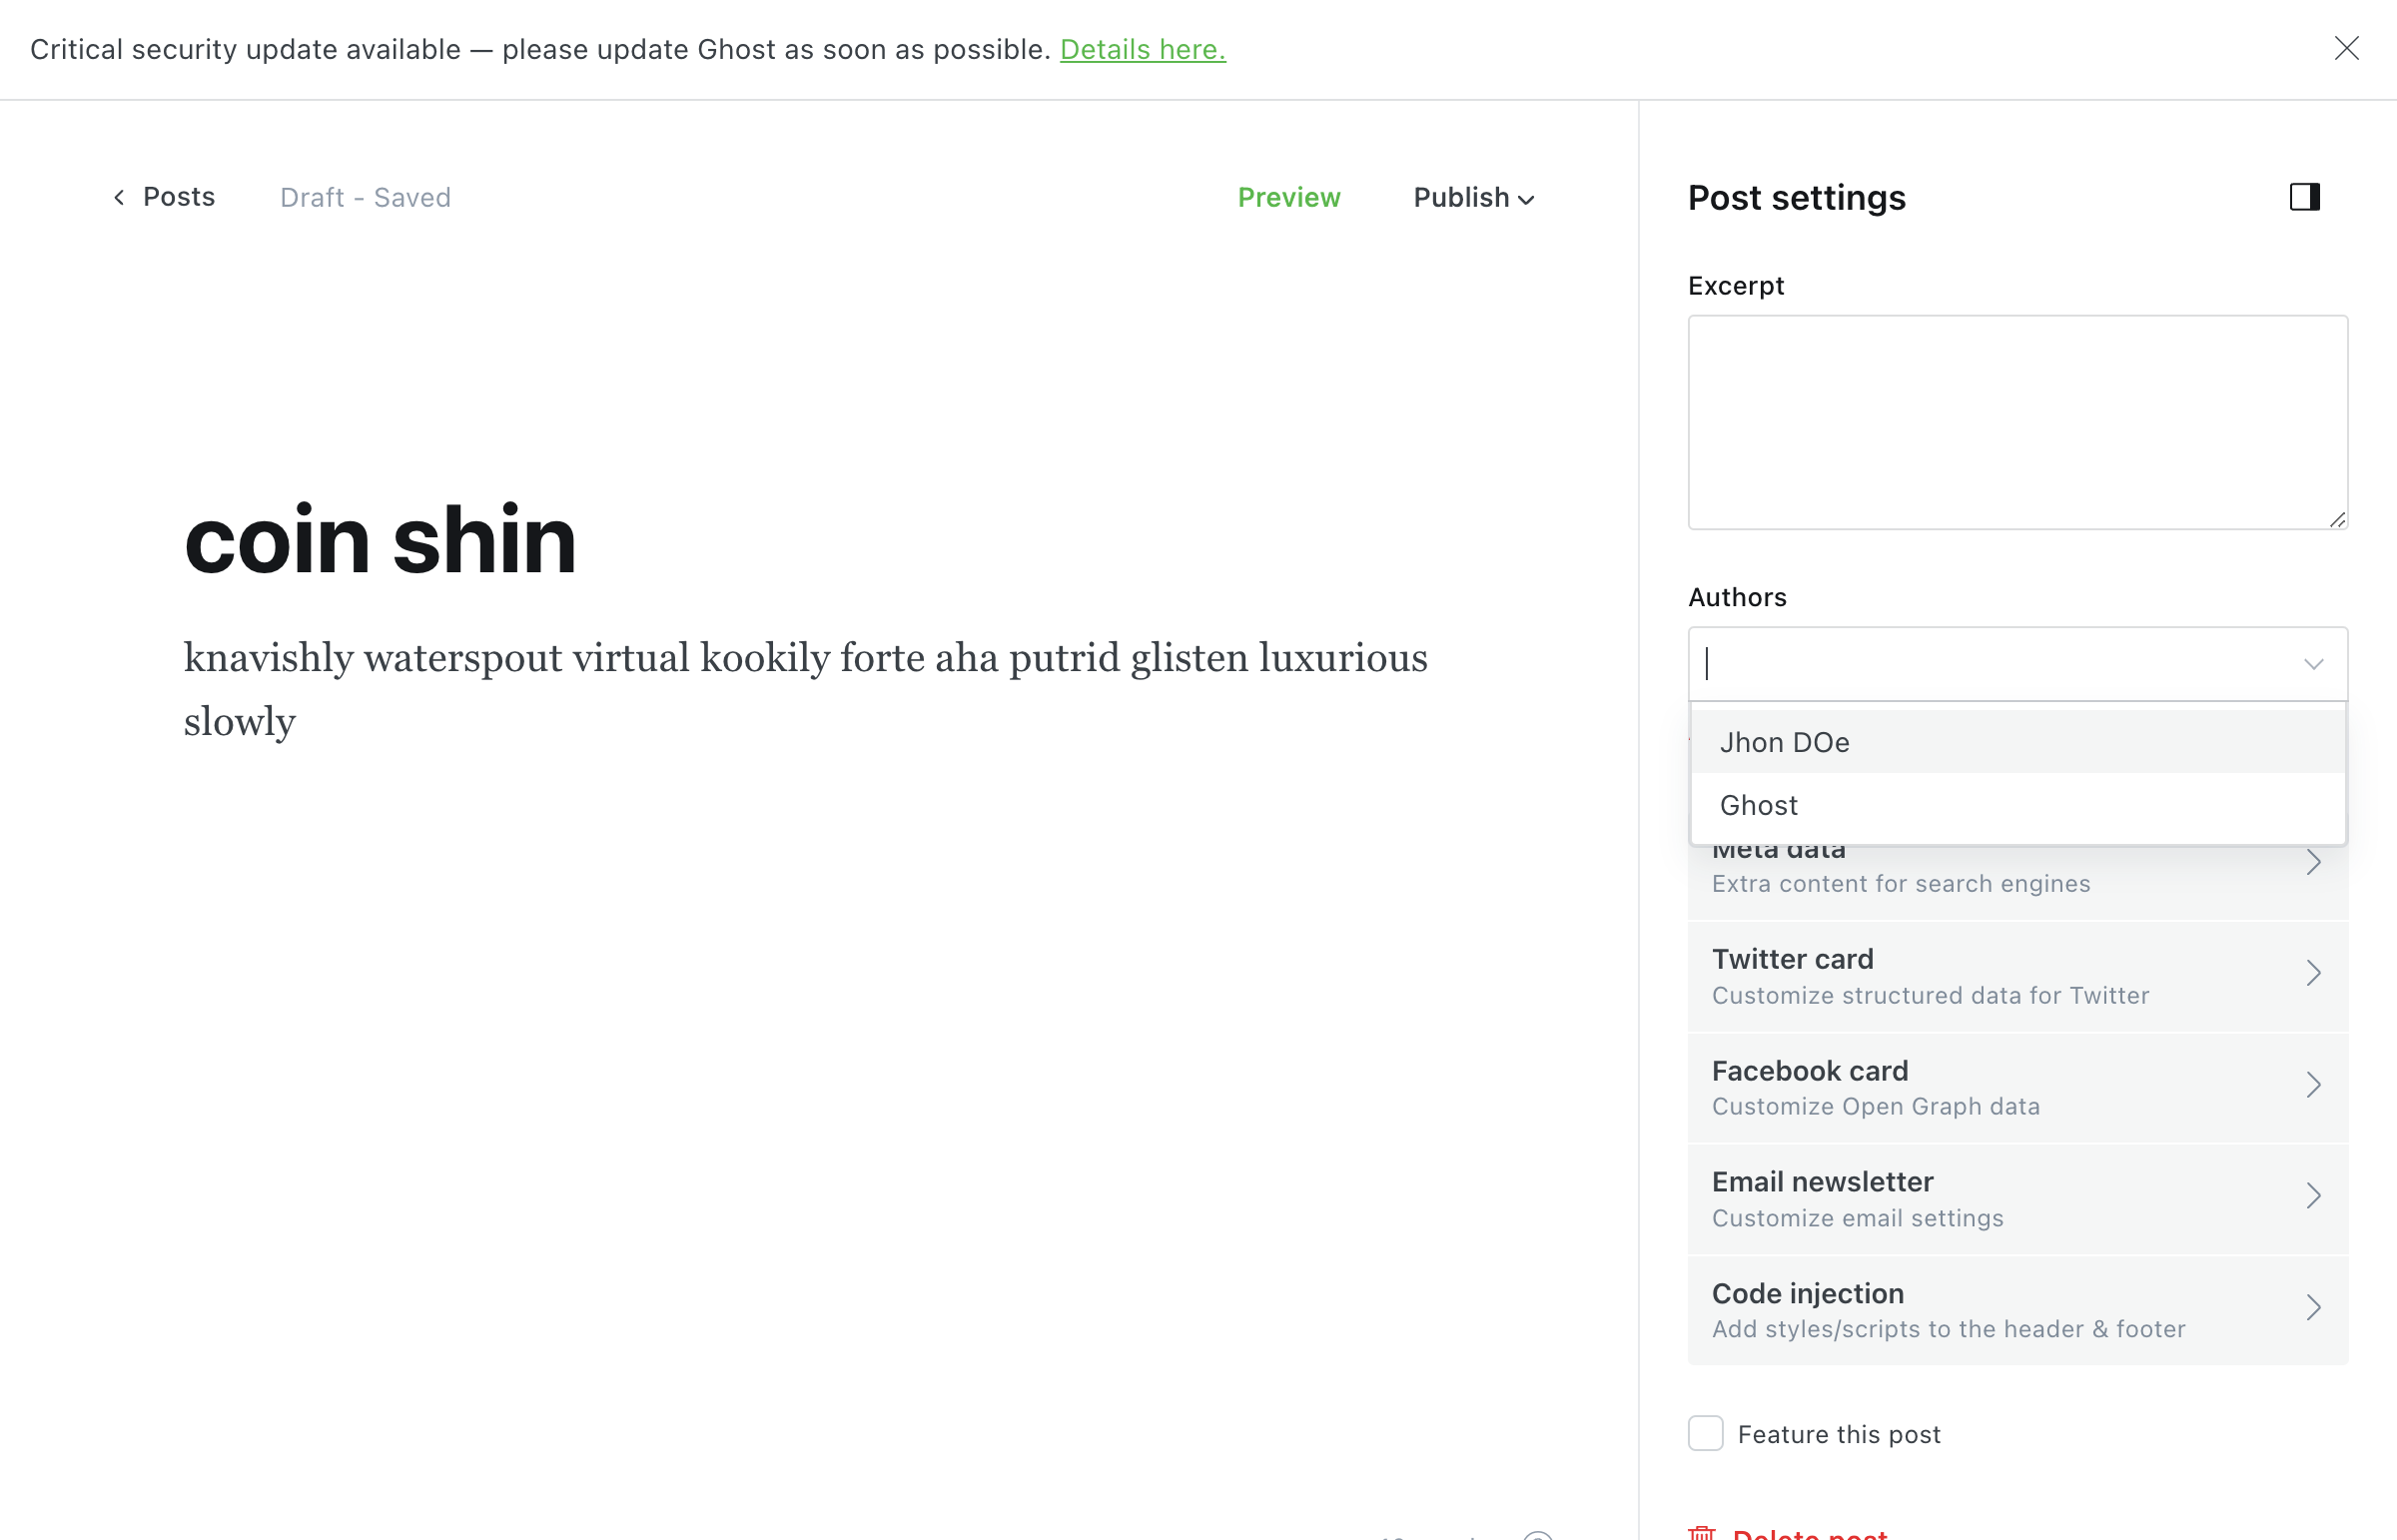 Critical security update available — please update Ghost as soon as possible. Details here.
Posts
Draft - Saved
Preview
Publish
coin shin
knavishly waterspout virtual kookily forte aha putrid glisten luxurious
slowly
Post settings
Excerpt
Authors
Jhon DOe
Ghost
Meta data
Extra content for search engines
Twitter card
Customize structured data for Twitter
Facebook card
Customize Open Graph data
Email newsletter
Customize email settings
Code injection
Add styles/scripts to the header & footer
Feature this post
Delete post